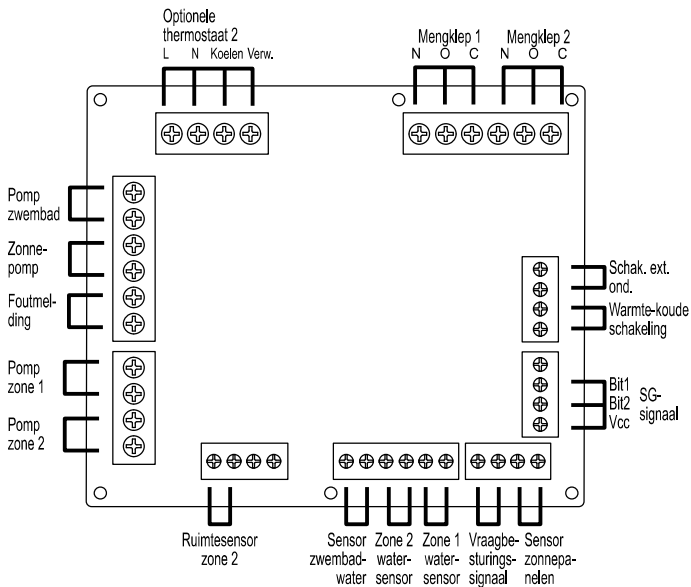 Optionele
thermostaat 2
L N Koelen Verw.
Mengklep 1
N O C
Mengklep 2
N O C
Pomp
zwembad
Zonne-
pomp
Foutmel-
ding
Pomp
zone 1
Pomp
zone 2
Schak. ext.
ond.
Warmte-koude
schakeling
Bit1
Bit2
Vcc
SG-
signaal
Ruimtesensor
zone 2
Sensor
zwembad-
water
Zone 2
water-
sensor
Zone 1
water-
sensor
Vraagbe-
sturings-
signaal
Sensor
zonnepa-
nelen